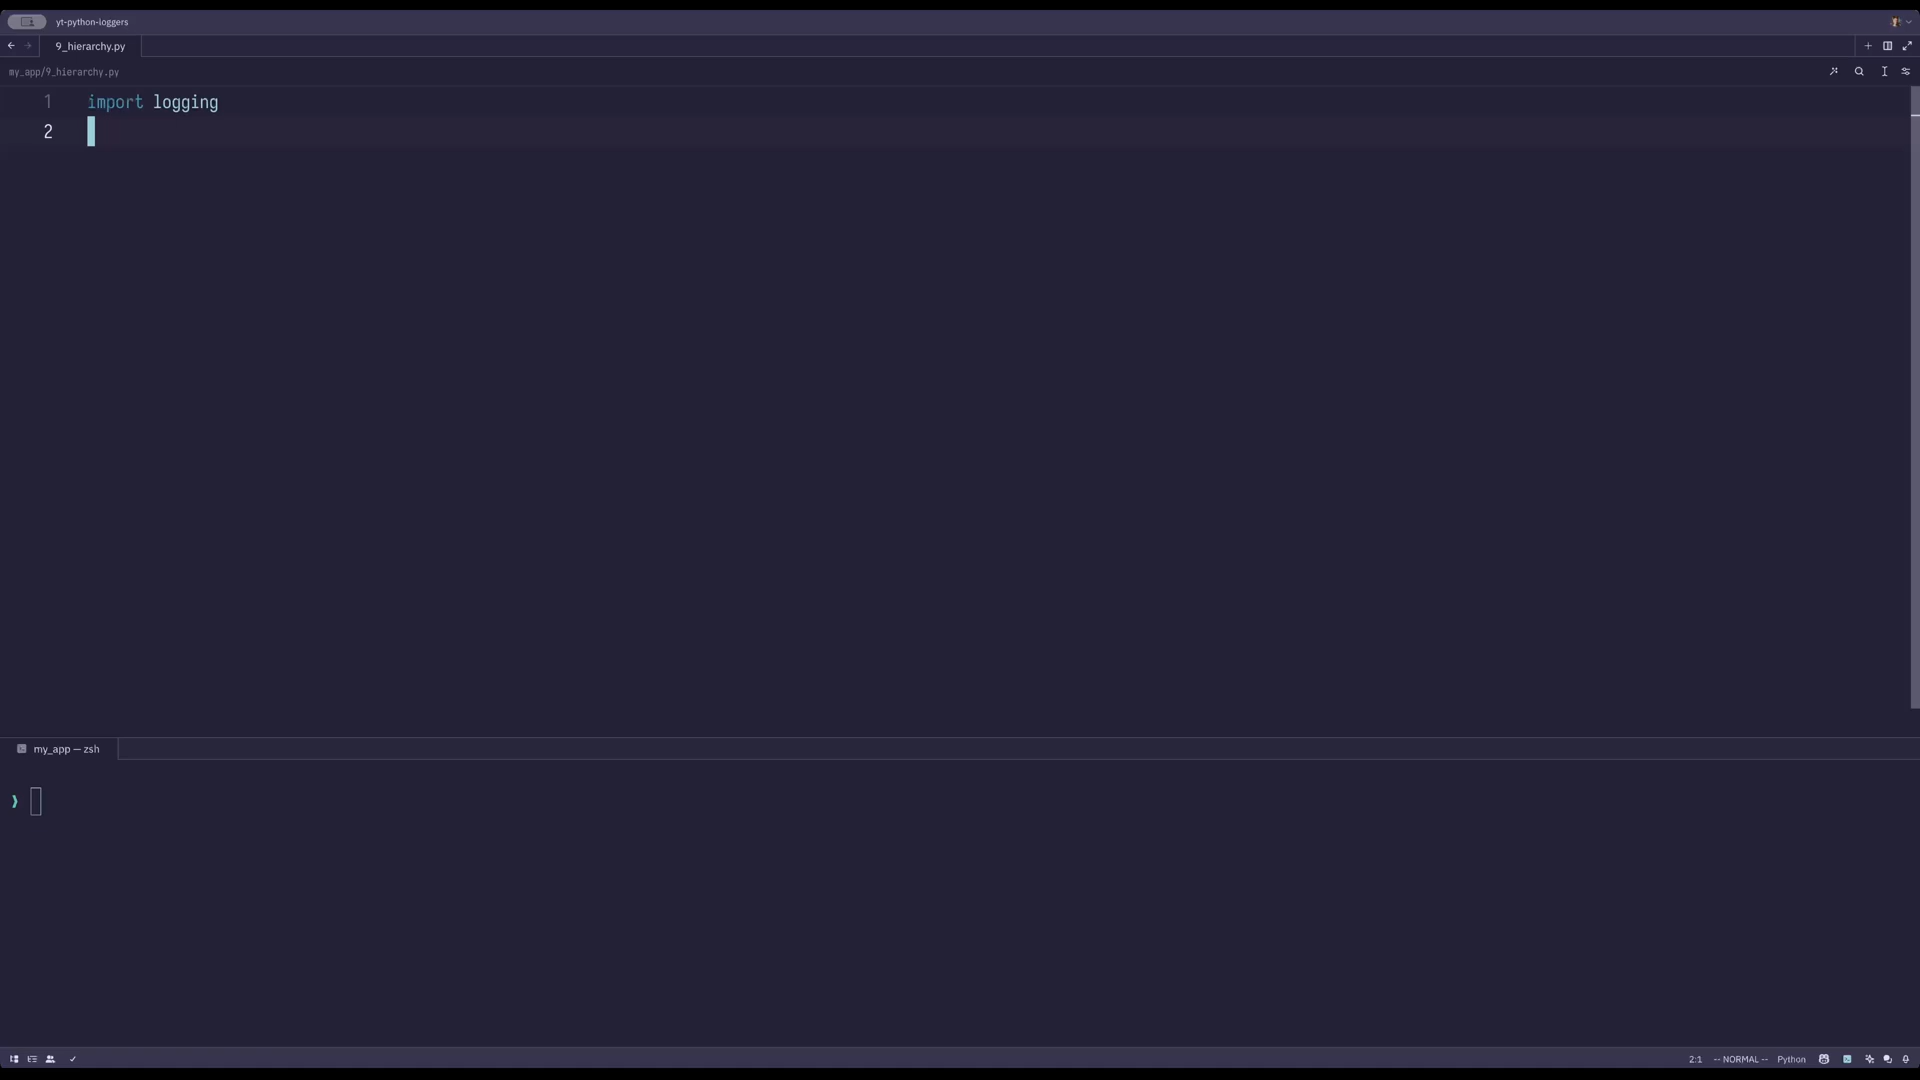 yt-python-loggers
9_hierarchy.py
my_app/9_hierarchy.py
1 import logging
2
my_app — zsh
❯
2:1 -- NORMAL -- Python